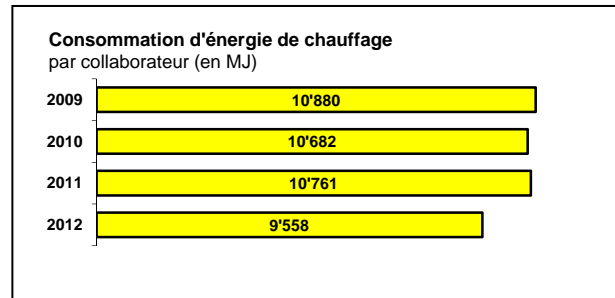 Consommation d'énergie de chauffage
par collaborateur (en MJ)
2009 10'880
2010 10'682
2011 10'761
2012 9'558